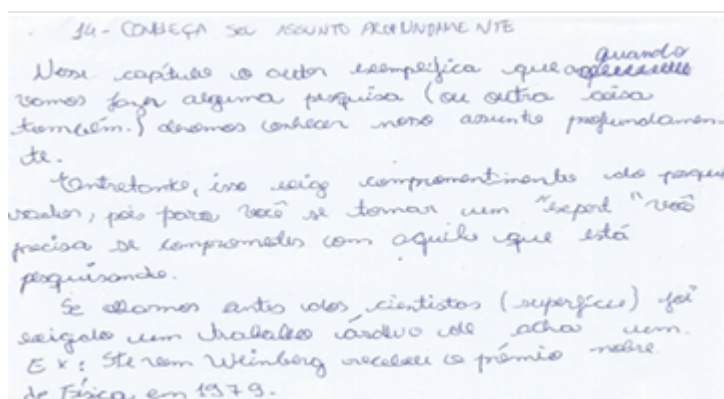 14 - CONHEÇA SEU ASSUNTO PROFUNDAMENTE
Nesse capítulo o autor exemplifica que quando
vamos fazer alguma pesquisa (ou outra coisa
também.) devemos conhecer nosso assunto profundamen-
te.
Entretanto, isso exige comprometimento do pesqui
sador, pois para você se tornar um "expert" você
precisa se comprometer com aquilo que está
pesquisando.
Se olharmos antes dos cientistas (superfície) foi
exigido um trabalho árduo de cada um.
Ex: Steven Weinberg recebeu o prêmio nobre
de Física em 1979.